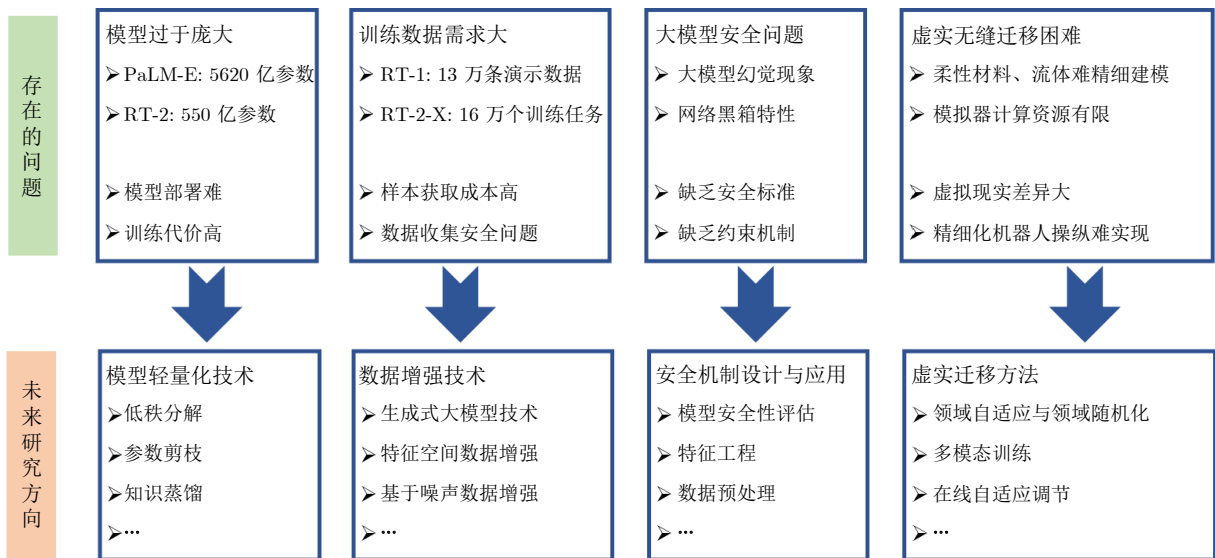 存在的问题
模型过于庞大
➢PaLM-E: 5620 亿参数
➢RT-2: 550 亿参数
➢模型部署难
➢训练代价高
训练数据需求大
➢RT-1: 13 万条演示数据
➢RT-2-X: 16 万个训练任务
➢样本获取成本高
➢数据收集安全问题
大模型安全问题
➢大模型幻觉现象
➢网络黑箱特性
➢缺乏安全标准
➢缺乏约束机制
虚实无缝迁移困难
➢柔性材料、流体难精细建模
➢模拟器计算资源有限
➢虚拟现实差异大
➢精细化机器人操纵难实现
未来研究方向
模型轻量化技术
➢低秩分解
➢参数剪枝
➢知识蒸馏
➢···
数据增强技术
➢生成式大模型技术
➢特征空间数据增强
➢基于噪声数据增强
➢···
安全机制设计与应用
➢模型安全性评估
➢特征工程
➢数据预处理
➢···
虚实迁移方法
➢领域自适应与领域随机化
➢多模态训练
➢在线自适应调节
➢···